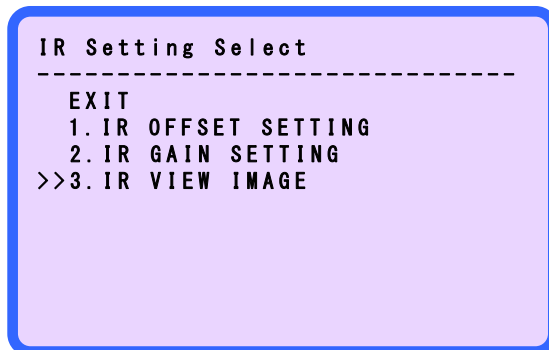 IR Setting Select
------------------------------
EXIT
1. IR OFFSET SETTING
2. IR GAIN SETTING
>>3. IR VIEW IMAGE